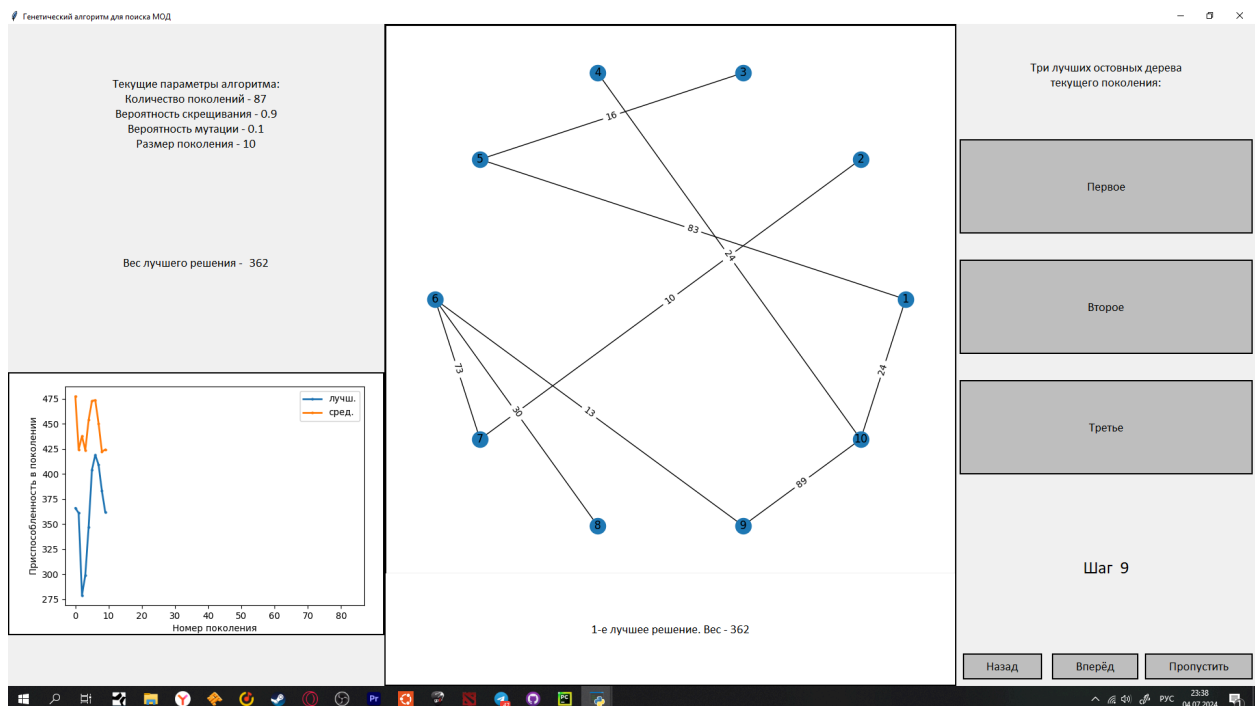 Генетический алгоритм для поиска МОД
Текущие параметры алгоритма:
Количество поколений - 87
Вероятность скрещивания - 0.9
Вероятность мутации - 0.1
Размер поколения - 10
Вес лучшего решения - 362
475
450
425
400
375
350
325
300
275
Приспособленность в поколении
лучш.
сред.
0 10 20 30 40 50 60 70 80
Номер поколения
4
3
16
5
2
83
24
10
6
1
73
30
13
24
7
10
89
8
9
1-е лучшее решение. Вес - 362
Три лучших остовных дерева
текущего поколения:
Первое
Второе
Третье
Шаг 9
Назад
Вперёд
Пропустить
Pr
PC
РУС
23:38
04.07.2024